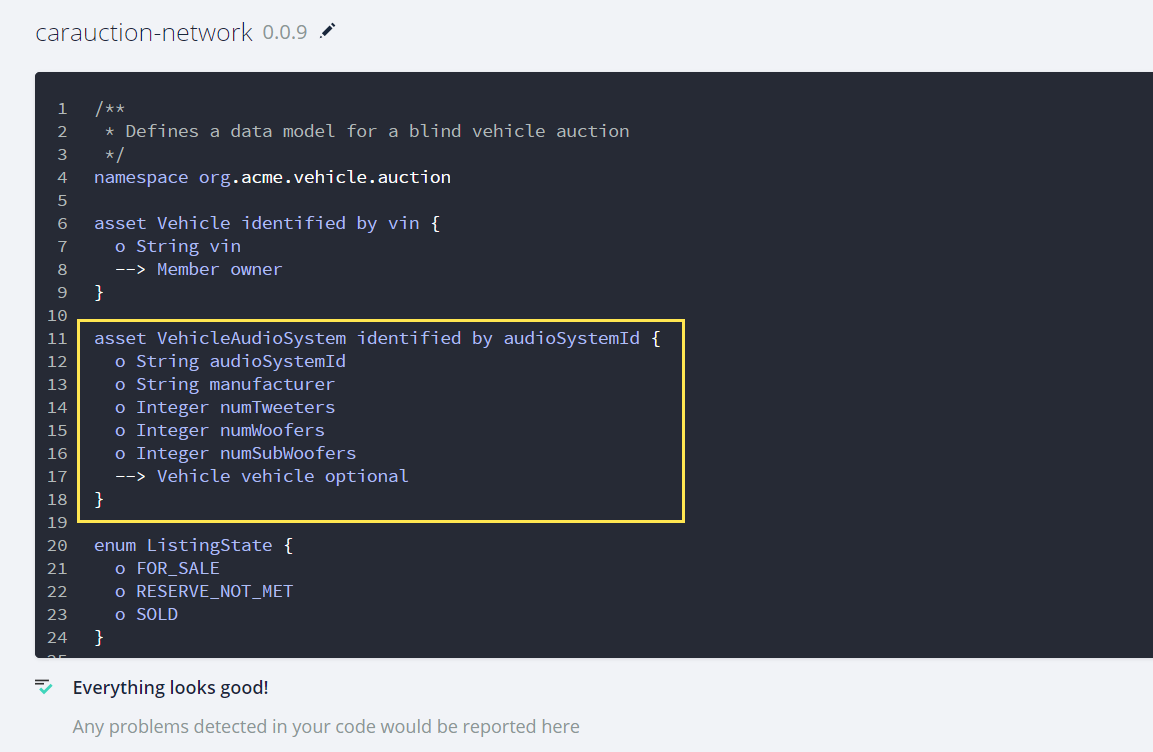 carauction-network 0.0.9
1 /**
2  * Defines a data model for a blind vehicle auction
3  */
4 namespace org.acme.vehicle.auction
5
6 asset Vehicle identified by vin {
7   o String vin
8   --> Member owner
9 }
10
11 asset VehicleAudioSystem identified by audioSystemId {
12   o String audioSystemId
13   o String manufacturer
14   o Integer numTweeters
15   o Integer numWoofers
16   o Integer numSubWoofers
17   --> Vehicle vehicle optional
18 }
19
20 enum ListingState {
21   o FOR_SALE
22   o RESERVE_NOT_MET
23   o SOLD
24 }
25
Everything looks good!
Any problems detected in your code would be reported here